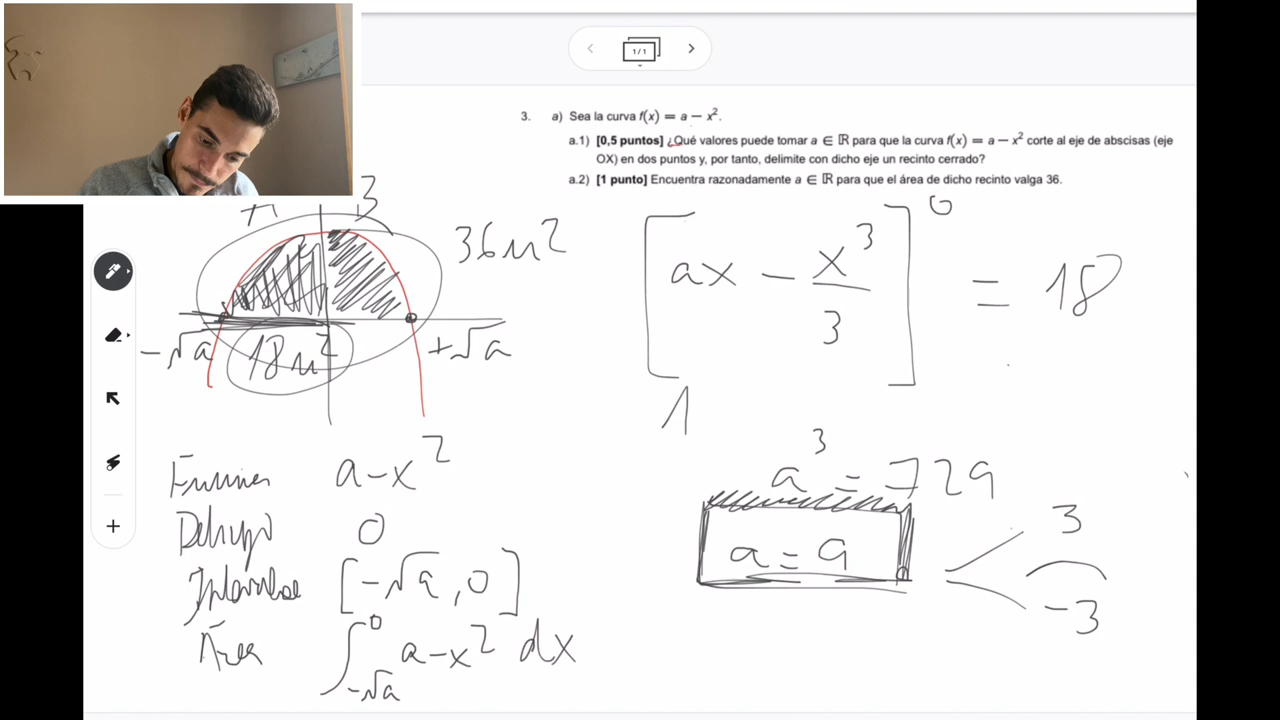 1/1
3. a) Sea la curva f(x) = a − x².
a.1) [0,5 puntos] ¿Qué valores puede tomar a ∈ ℝ para que la curva f(x) = a − x² corte al eje de abscisas (eje
OX) en dos puntos y, por tanto, delimite con dicho eje un recinto cerrado?
a.2) [1 punto] Encuentra razonadamente a ∈ ℝ para que el área de dicho recinto valga 36.
B
36u²
−√a
18u²
+√a
[ax − x³/3]
0
= 18
1
a − x²
0
[−√a, 0]
Área ∫
0
−√a
a − x² dx
a³ = 729
a = 9
3
−3